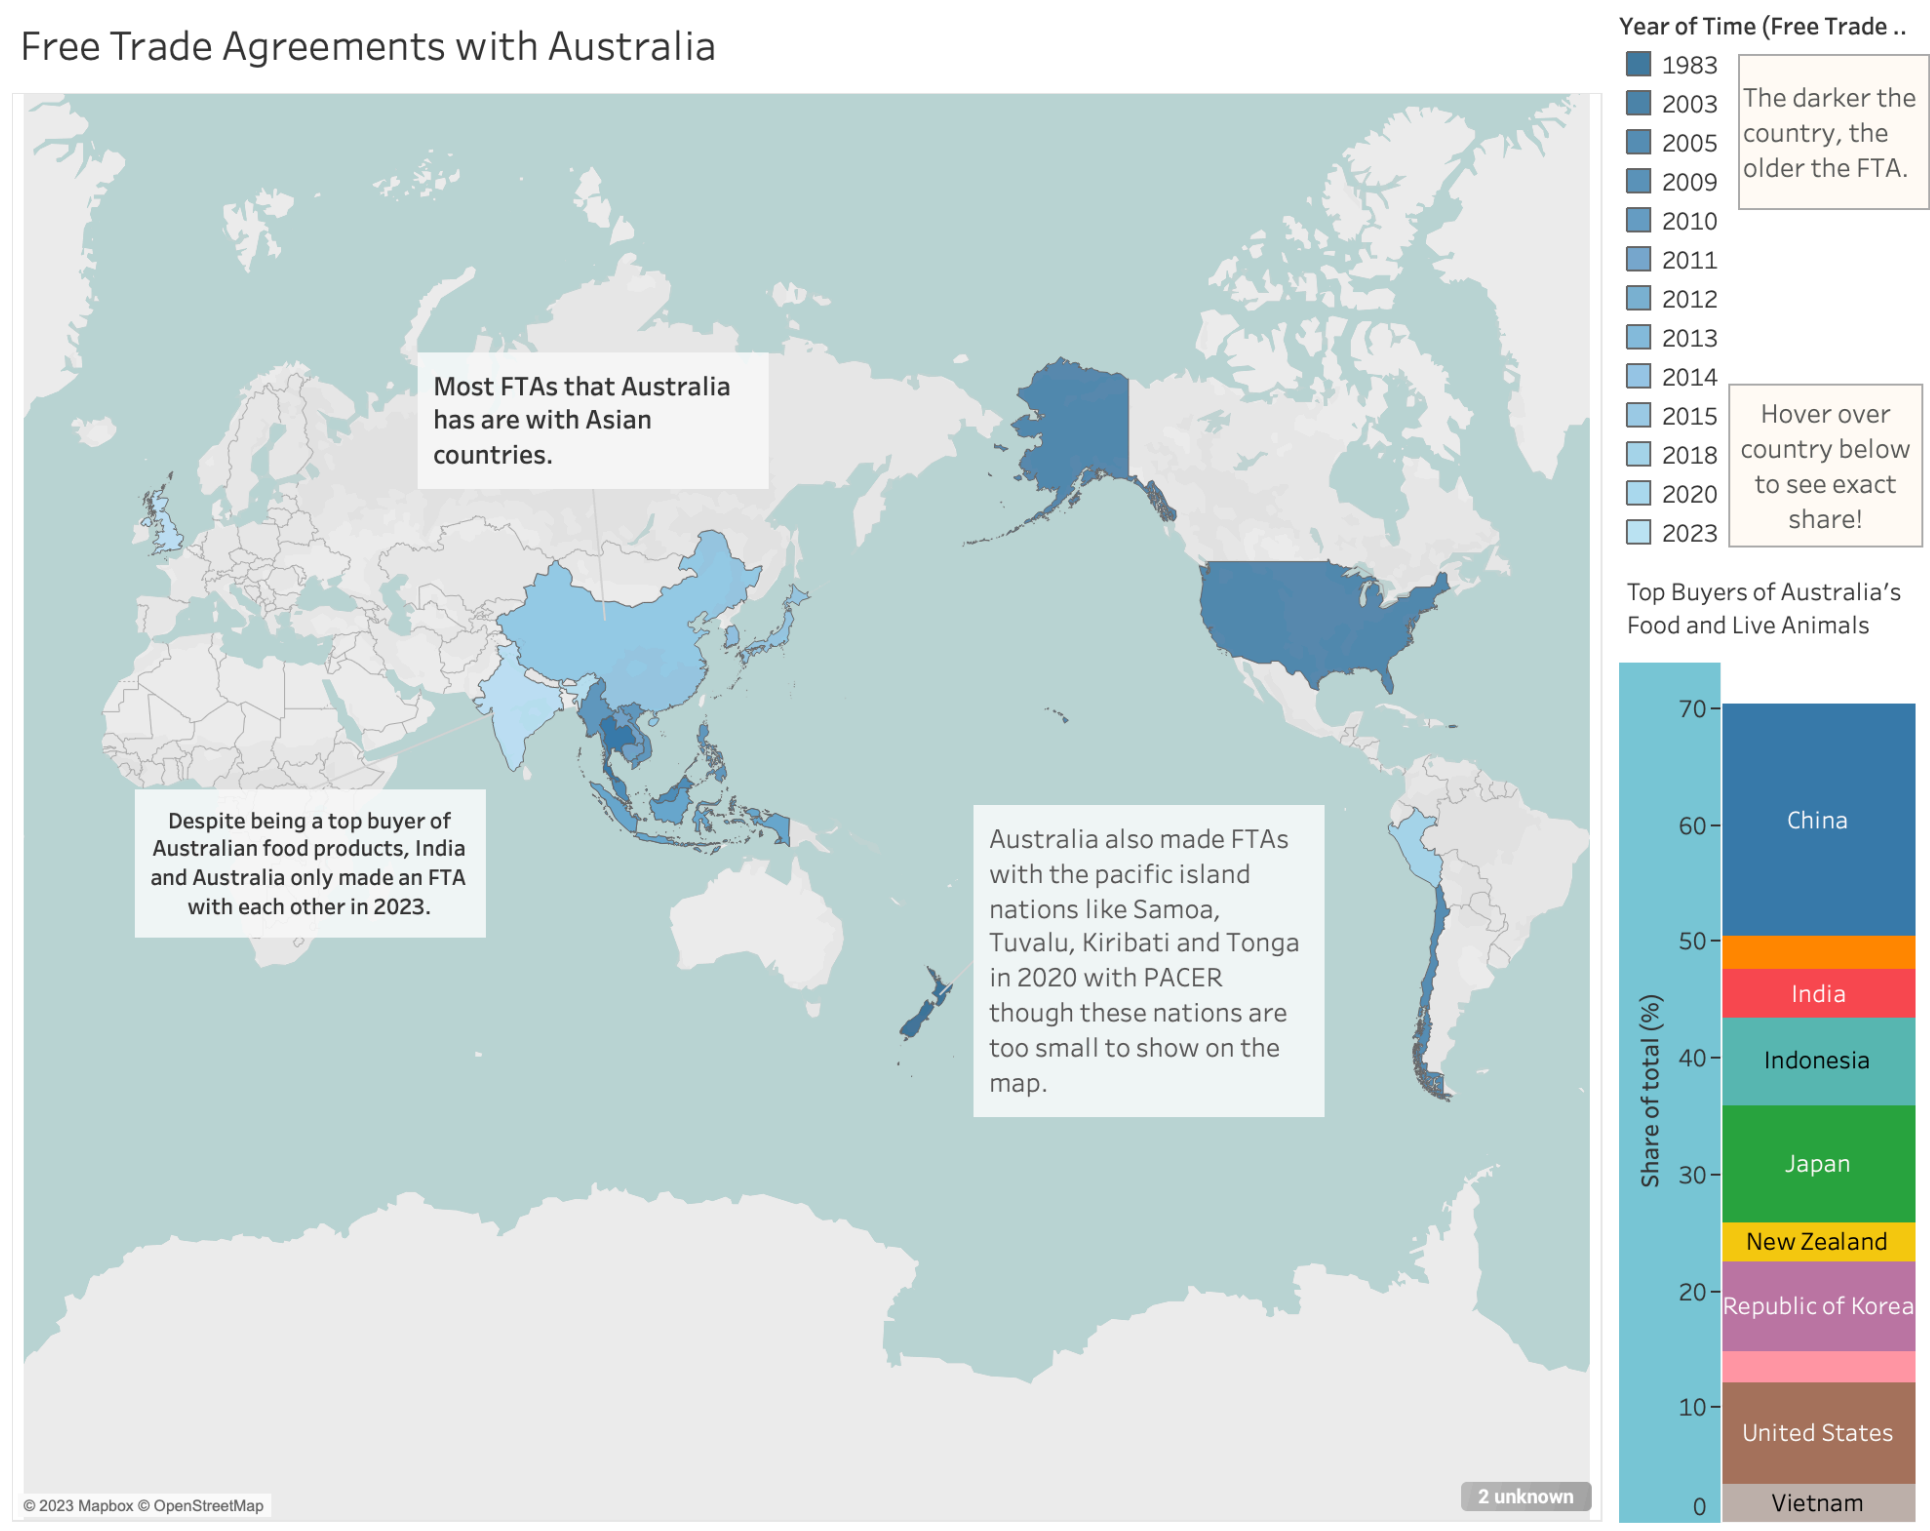 Free Trade Agreements with Australia
Most FTAs that Australia
has are with Asian
countries.
Despite being a top buyer of
Australian food products, India
and Australia only made an FTA
with each other in 2023.
Australia also made FTAs
with the pacific island
nations like Samoa,
Tuvalu, Kiribati and Tonga
in 2020 with PACER
though these nations are
too small to show on the
map.
© 2023 Mapbox © OpenStreetMap
2 unknown
Year of Time (Free Trade ..
1983
2003
2005
2009
2010
2011
2012
2013
2014
2015
2018
2020
2023
The darker the
country, the
older the FTA.
Hover over
country below
to see exact
share!
Top Buyers of Australia's
Food and Live Animals
Share of total (%)
70
60
50
40
30
20
10
0
China
India
Indonesia
Japan
New Zealand
Republic of Korea
United States
Vietnam